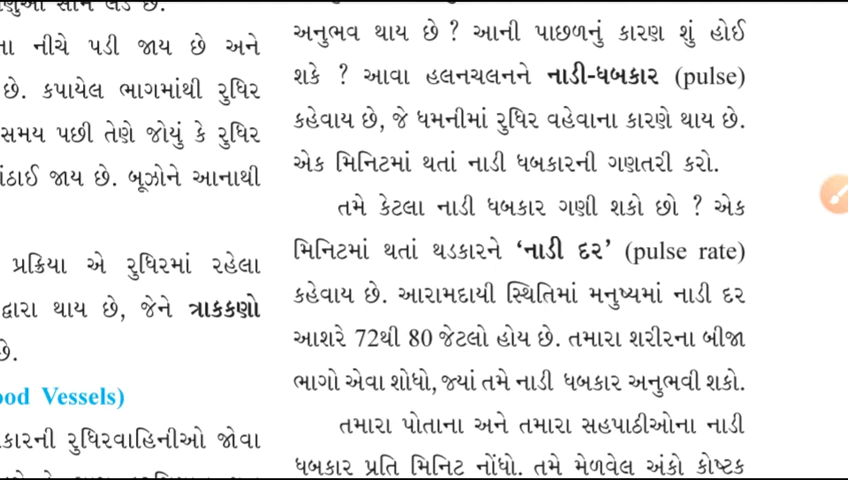 સામે લડે છે.
નીચે પડી જાય છે અને
છે. કપાયેલ ભાગમાંથી રુધિર
સમય પછી તેણે જોયું કે રુધિર
જાય છે. બૂઝોને આનાથી
પ્રક્રિયા એ રુધિરમાં રહેલા
દ્વારા થાય છે, જેને ત્રાકકણો
છે.
Vessels)
રુધિરવાહિનીઓ જોવા
અનુભવ થાય છે ? આની પાછળનું કારણ શું હોઈ
શકે ? આવા હલનચલનને નાડી-ધબકાર (pulse)
કહેવાય છે, જે ધમનીમાં રુધિર વહેવાના કારણે થાય છે.
એક મિનિટમાં થતાં નાડી ધબકારની ગણતરી કરો.
તમે કેટલા નાડી ધબકાર ગણી શકો છો ? એક
મિનિટમાં થતાં થડકારને ‘નાડી દર’ (pulse rate)
કહેવાય છે. આરામદાયી સ્થિતિમાં મનુષ્યમાં નાડી દર
આશરે 72થી 80 જેટલો હોય છે. તમારા શરીરના બીજા
ભાગો એવા શોધો, જ્યાં તમે નાડી ધબકાર અનુભવી શકો.
તમારા પોતાના અને તમારા સહપાઠીઓના નાડી
ધબકાર પ્રતિ મિનિટ નોંધો. તમે મેળવેલ અંકો કોષ્ટક